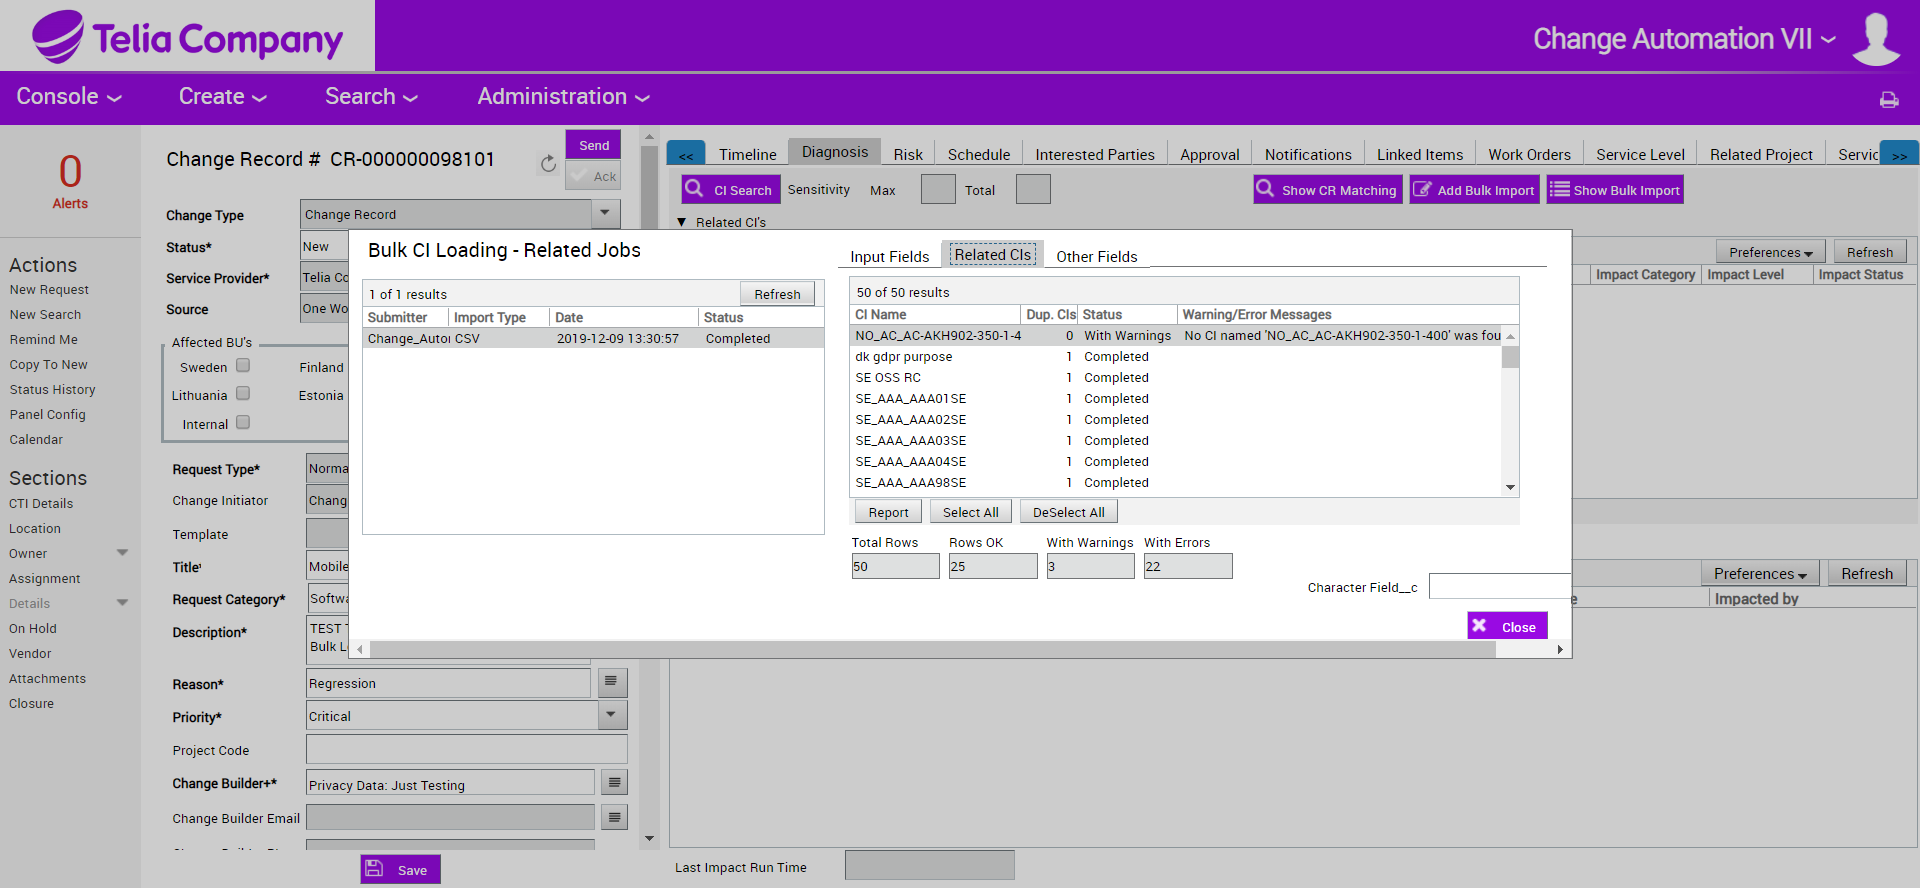 Telia Company
Change Automation VII
Console
Create
Search
Administration
0
Alerts
Actions
New Request
New Search
Remind Me
Copy To New
Status History
Panel Config
Calendar
Sections
CTI Details
Location
Owner
Assignment
Details
On Hold
Vendor
Attachments
Closure
Change Record # CR-000000098101
Send
Ack
Change Type
Change Record
Status*
New
Service Provider*
Telia Co
Source
One Wo
Affected BU's
Sweden
Finland
Lithuania
Estonia
Internal
Request Type*
Norma
Change Initiator
Chang
Template
Title
Mobile
Request Category*
Softwa
Description*
TEST T
Bulk L
Reason*
Regression
Priority*
Critical
Project Code
Change Builder+*
Privacy Data: Just Testing
Change Builder Email
Save
<<
Timeline
Diagnosis
Risk
Schedule
Interested Parties
Approval
Notifications
Linked Items
Work Orders
Service Level
Related Project
Servic
>>
CI Search
Sensitivity
Max
Total
Show CR Matching
Add Bulk Import
Show Bulk Import
Related CI's
Preferences
Refresh
Impact Category
Impact Level
Impact Status
Bulk CI Loading - Related Jobs
1 of 1 results
Refresh
Submitter Import Type Date Status
Change_Autor CSV 2019-12-09 13:30:57 Completed
Input Fields
Related CIs
Other Fields
50 of 50 results
CI Name Dup. CIs Status Warning/Error Messages
NO_AC_AC-AKH902-350-1-4 0 With Warnings No CI named 'NO_AC_AC-AKH902-350-1-400' was fou
dk gdpr purpose 1 Completed
SE OSS RC 1 Completed
SE_AAA_AAA01SE 1 Completed
SE_AAA_AAA02SE 1 Completed
SE_AAA_AAA03SE 1 Completed
SE_AAA_AAA04SE 1 Completed
SE_AAA_AAA98SE 1 Completed
Report
Select All
DeSelect All
Total Rows Rows OK With Warnings With Errors
50 25 3 22
Character Field__c
Close
Preferences
Refresh
e
Impacted by
Last Impact Run Time